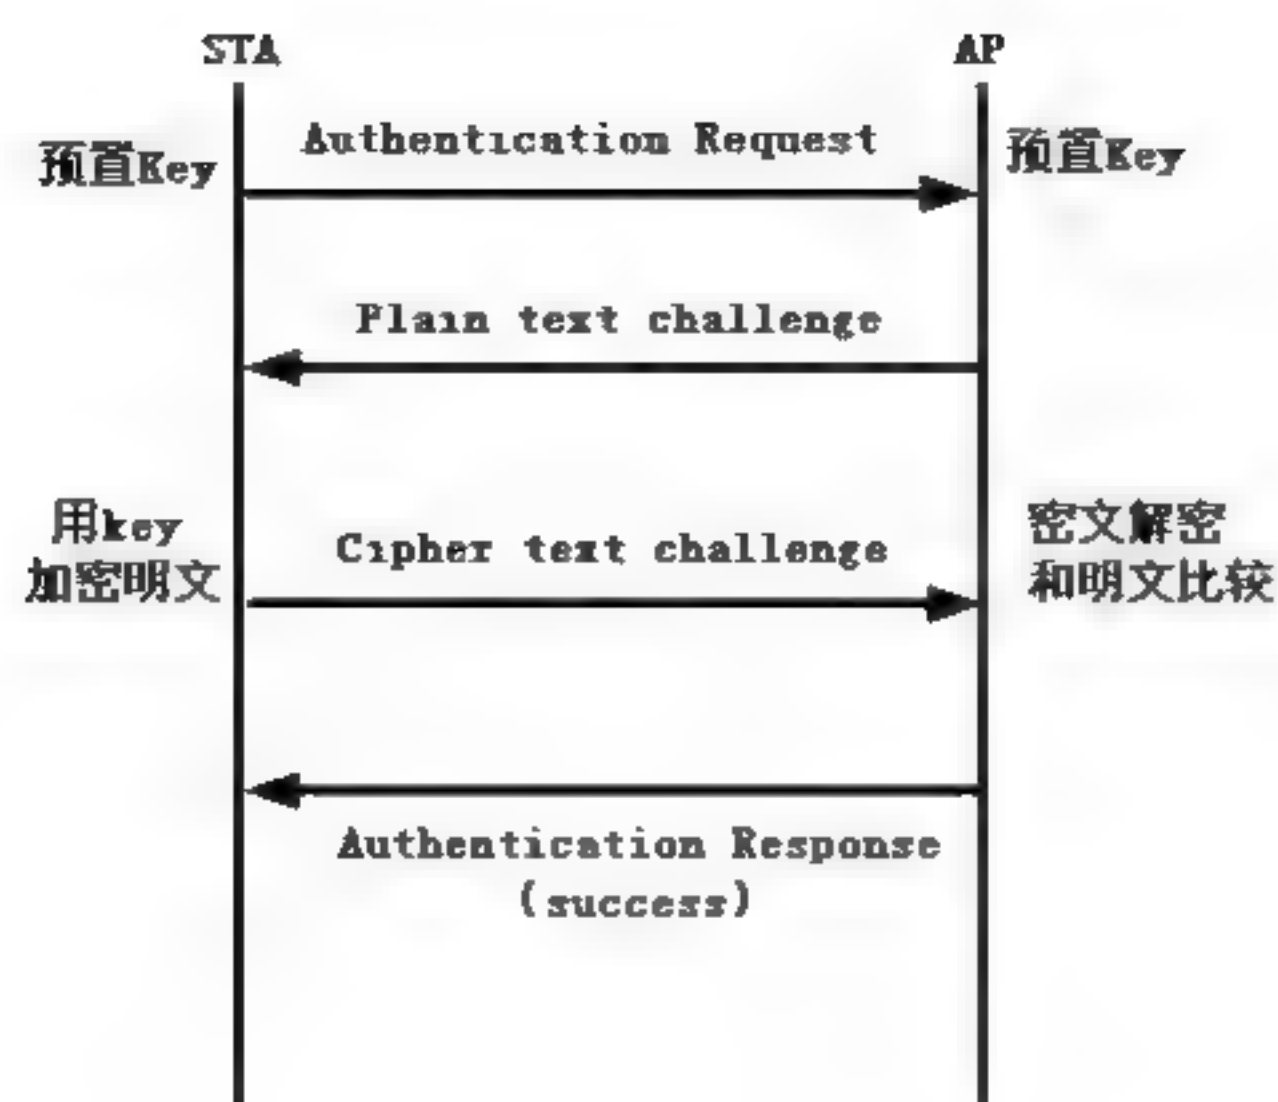 STA
AP
预置Key
Authentication Request
预置Key
Plain text challenge
用key
加密明文
Cipher text challenge
密文解密
和明文比较
Authentication Response
(success)